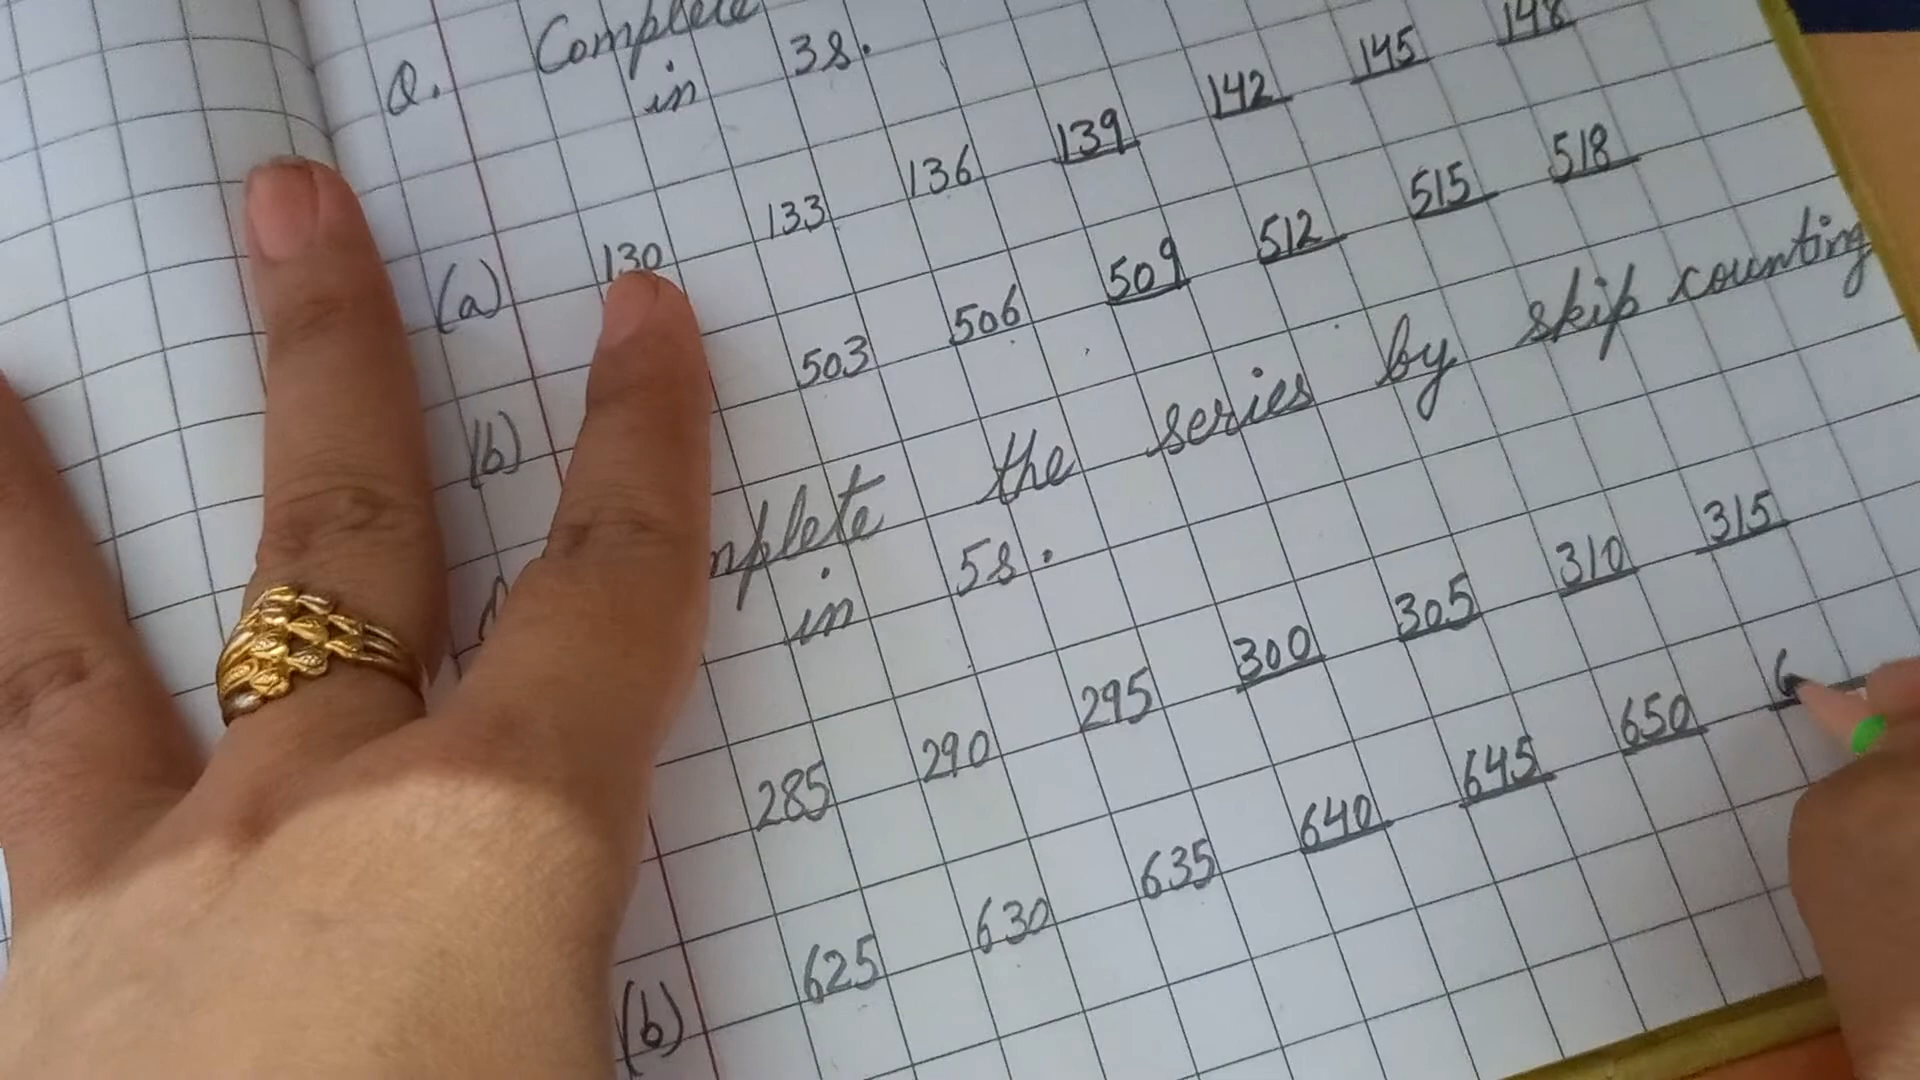 Q. Complete
in 3s.
(a) 130 133 136 139 142 145 148
(b) 503 506 509 512 515 518
mplete the series by skip counting
in 5s.
285 290 295 300 305 310 315
(b) 625 630 635 640 645 650 6